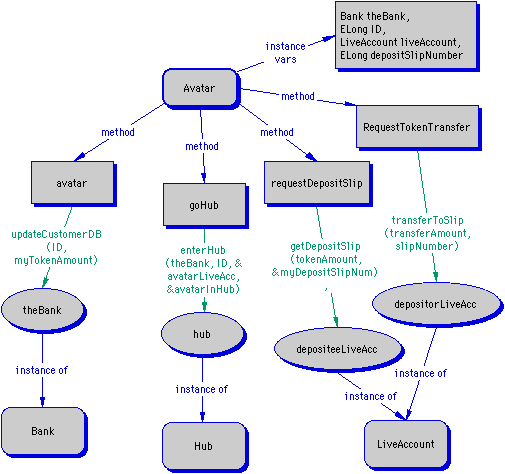 Bank theBank,
ELong ID,
LiveAccount liveAccount,
ELong depositSlipNumber
instance
vars
Avatar
method
RequestTokenTransfer
method
method
method
avatar
goHub
requestDepositSlip
updateCustomerDB
(ID,
myTokenAmount)
enterHub
(theBank, ID, &
avatarLiveAcc,
&avatarInHub)
getDepositSlip
(tokenAmount,
&myDepositSlipNum)
,
transferToSlip
(transferAmount,
slipNumber)
theBank
hub
depositeeLiveAcc
depositorLiveAcc
instance of
instance of
instance of
instance of
Bank
Hub
LiveAccount